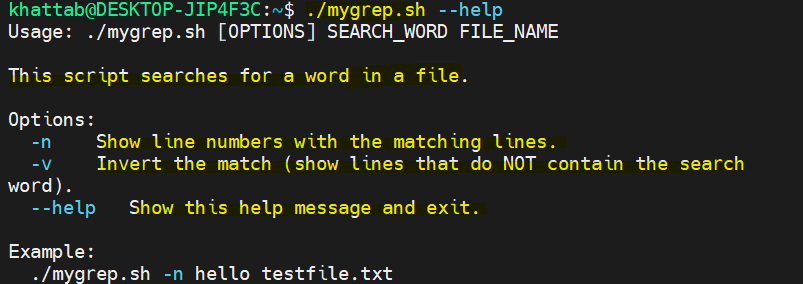 khattab@DESKTOP-JIP4F3C:~$ ./mygrep.sh --help
Usage: ./mygrep.sh [OPTIONS] SEARCH_WORD FILE_NAME
This script searches for a word in a file.
Options:
-n Show line numbers with the matching lines.
-v Invert the match (show lines that do NOT contain the search
word).
--help Show this help message and exit.
Example:
./mygrep.sh -n hello testfile.txt